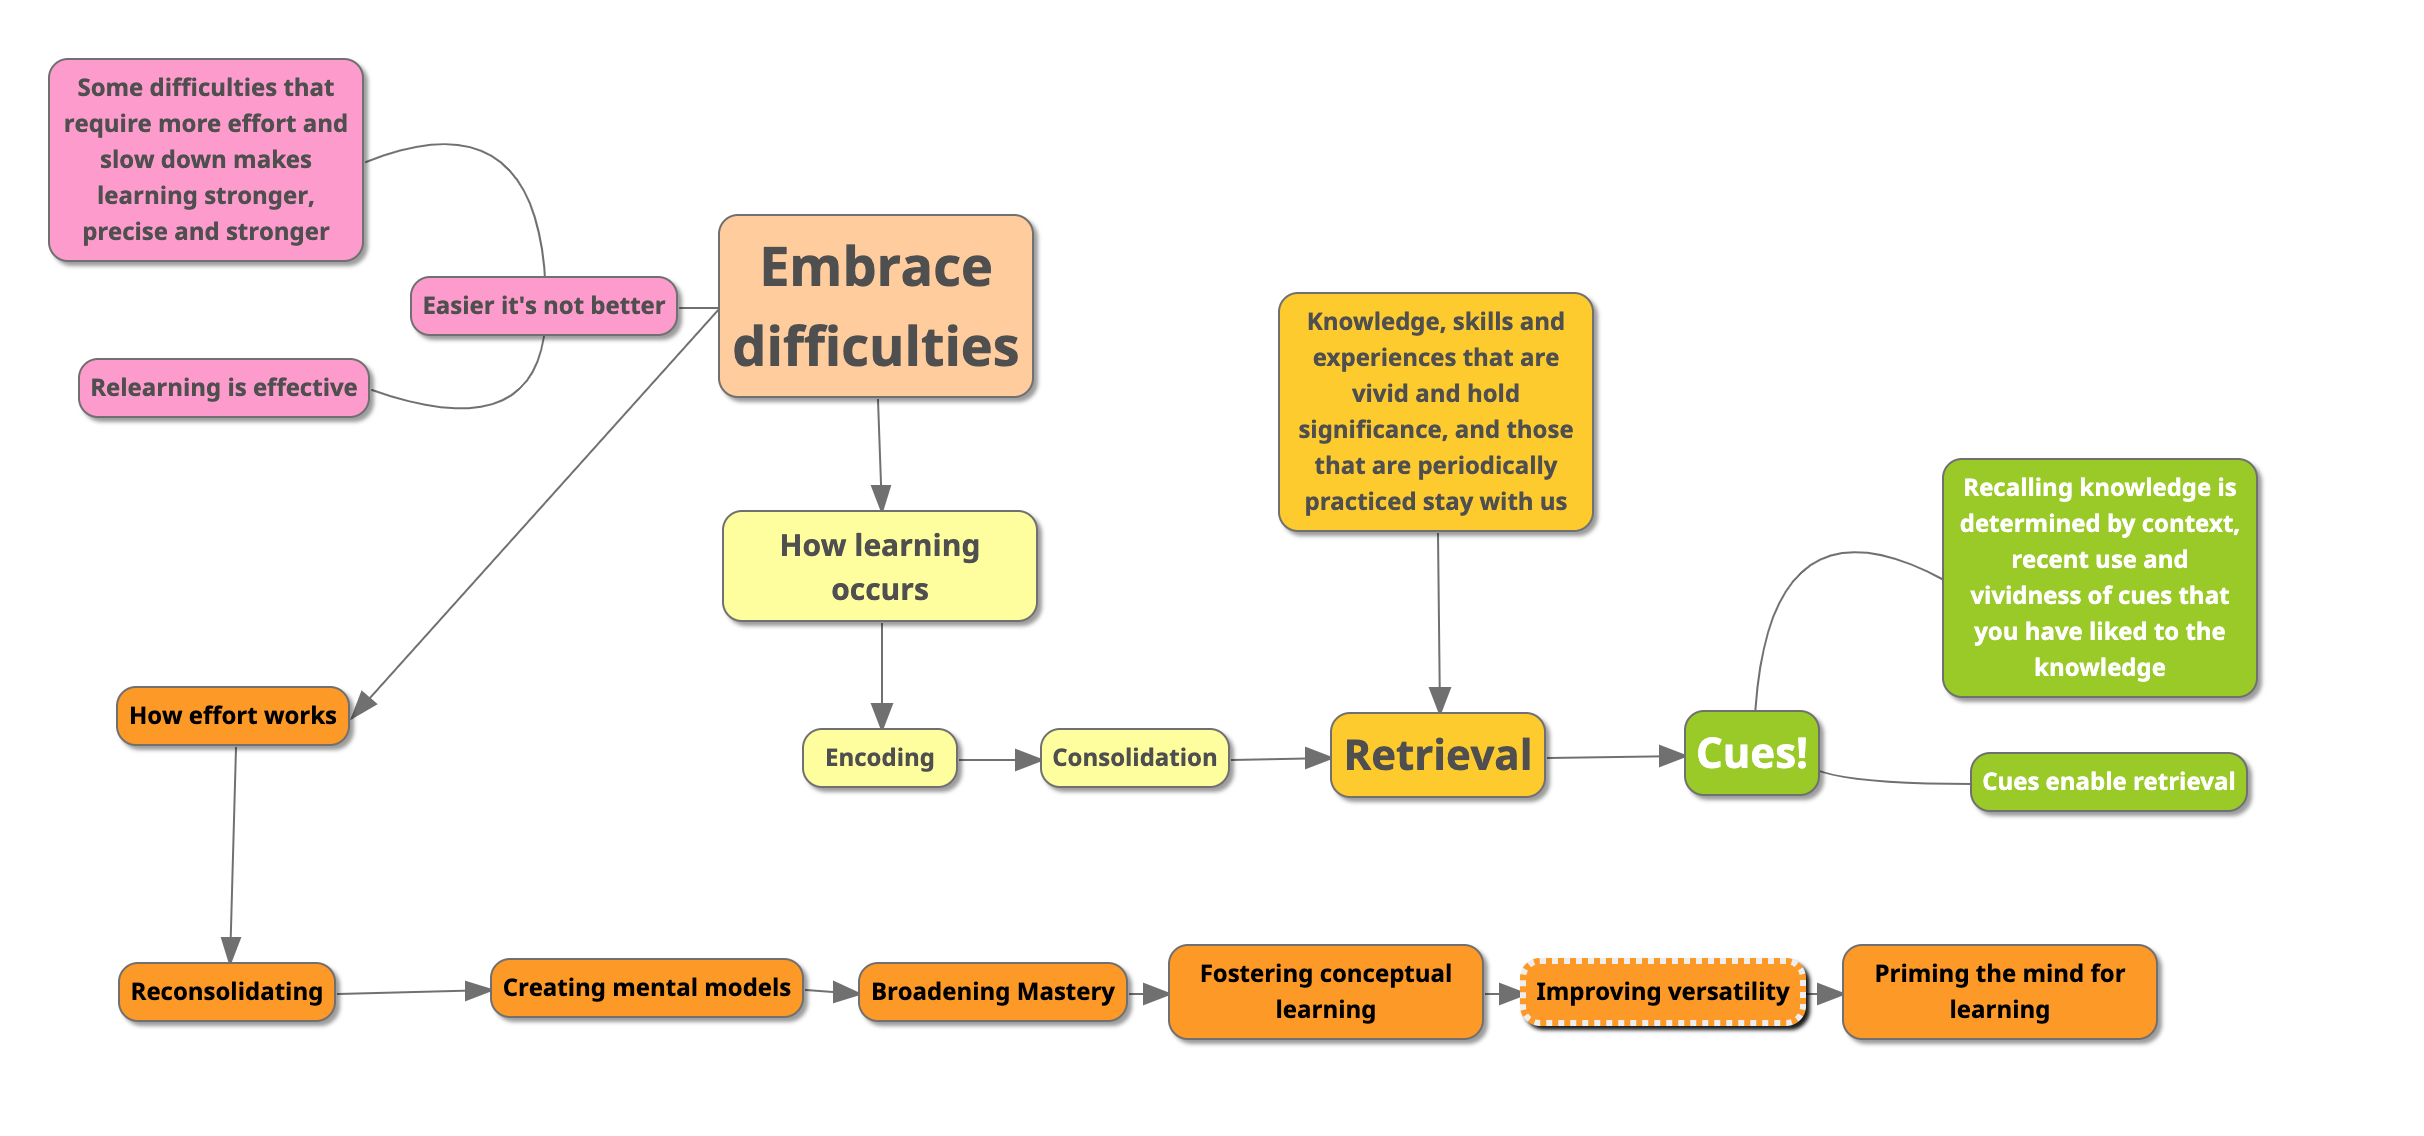 Some difficulties that
require more effort and
slow down makes
learning stronger,
precise and stronger
Easier it's not better
Relearning is effective
Embrace
difficulties
How learning
occurs
Knowledge, skills and
experiences that are
vivid and hold
significance, and those
that are periodically
practiced stay with us
Recalling knowledge is
determined by context,
recent use and
vividness of cues that
you have liked to the
knowledge
How effort works
Encoding
Consolidation
Retrieval
Cues!
Cues enable retrieval
Reconsolidating
Creating mental models
Broadening Mastery
Fostering conceptual
learning
Improving versatility
Priming the mind for
learning